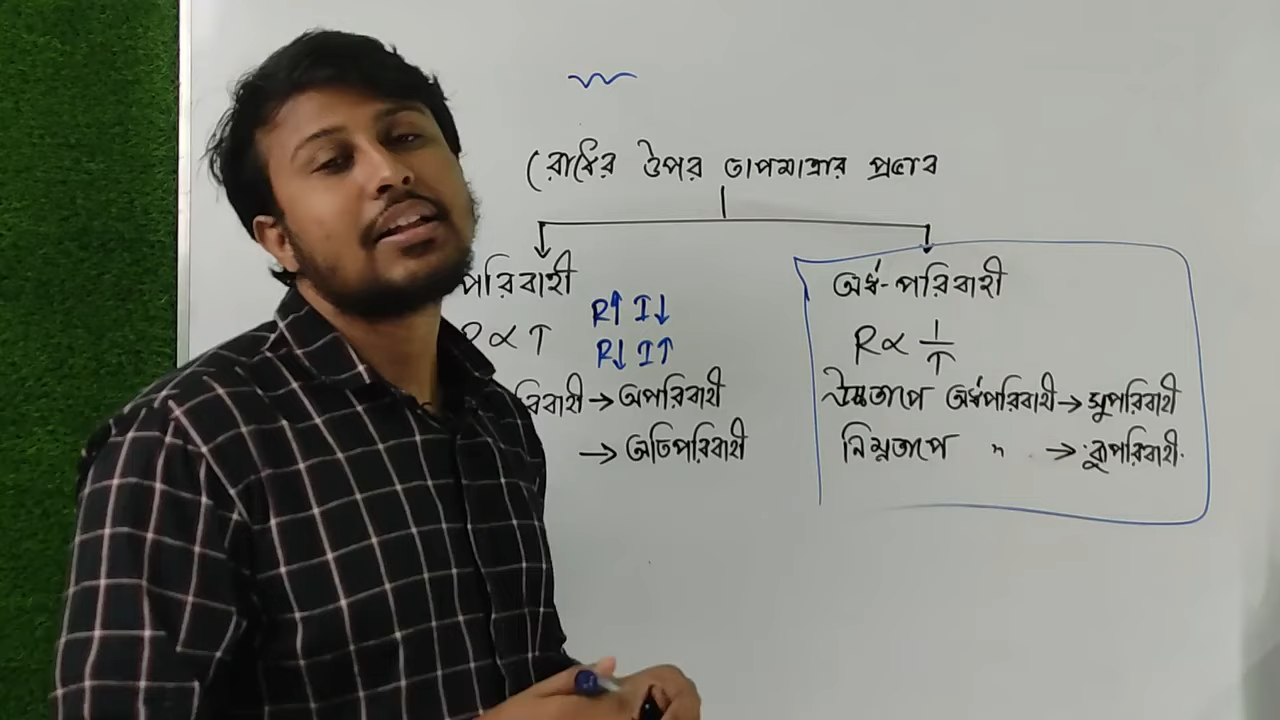 রোধের উপর তাপমাত্রার প্রভাব
পরিবাহী
R ∝ T
R↑ I↓
R↓ I↑
→ অপরিবাহী
→ অতিপরিবাহী
অর্ধ-পরিবাহী
R ∝ 1/T
উচ্চতাপে অর্ধপরিবাহী → সুপরিবাহী
নিম্নতাপে " → কুপরিবাহী.